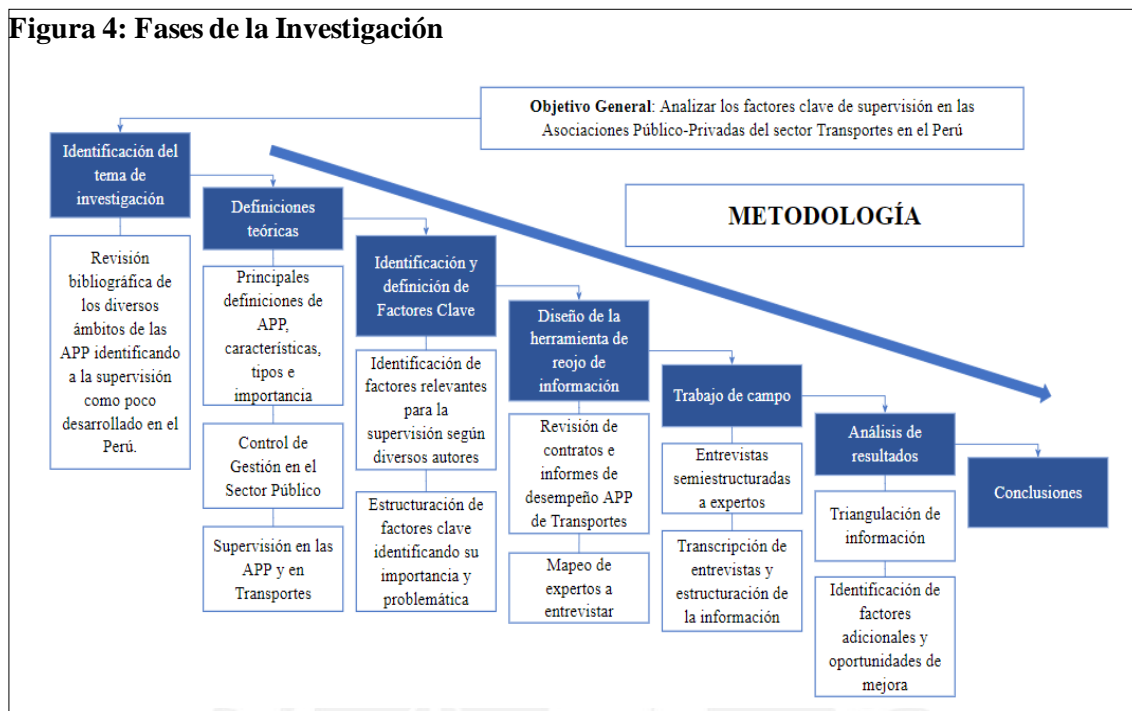 Figura 4: Fases de la Investigación
Objetivo General: Analizar los factores clave de supervisión en las
Asociaciones Público-Privadas del sector Transportes en el Perú
METODOLOGÍA
Identificación del
tema de
investigación
Revisión
bibliográfica de
los diversos
ámbitos de las
APP identificando
a la supervisión
como poco
desarrollado en el
Perú.
Definiciones
teóricas
Principales
definiciones de
APP,
características,
tipos e
importancia
Control de
Gestión en el
Sector Público
Supervisión en las
APP y en
Transportes
Identificación y
definición de
Factores Clave
Identificación de
factores relevantes
para la
supervisión según
diversos autores
Estructuración de
factores clave
identificando su
importancia y
problemática
Diseño de la
herramienta de
reojo de
información
Revisión de
contratos e
informes de
desempeño APP
de Transportes
Mapeo de
expertos a
entrevistar
Trabajo de campo
Entrevistas
semiestructuradas
a expertos
Transcripción de
entrevistas y
estructuración de
la información
Análisis de
resultados
Triangulación de
información
Identificación de
factores
adicionales y
oportunidades de
mejora
Conclusiones